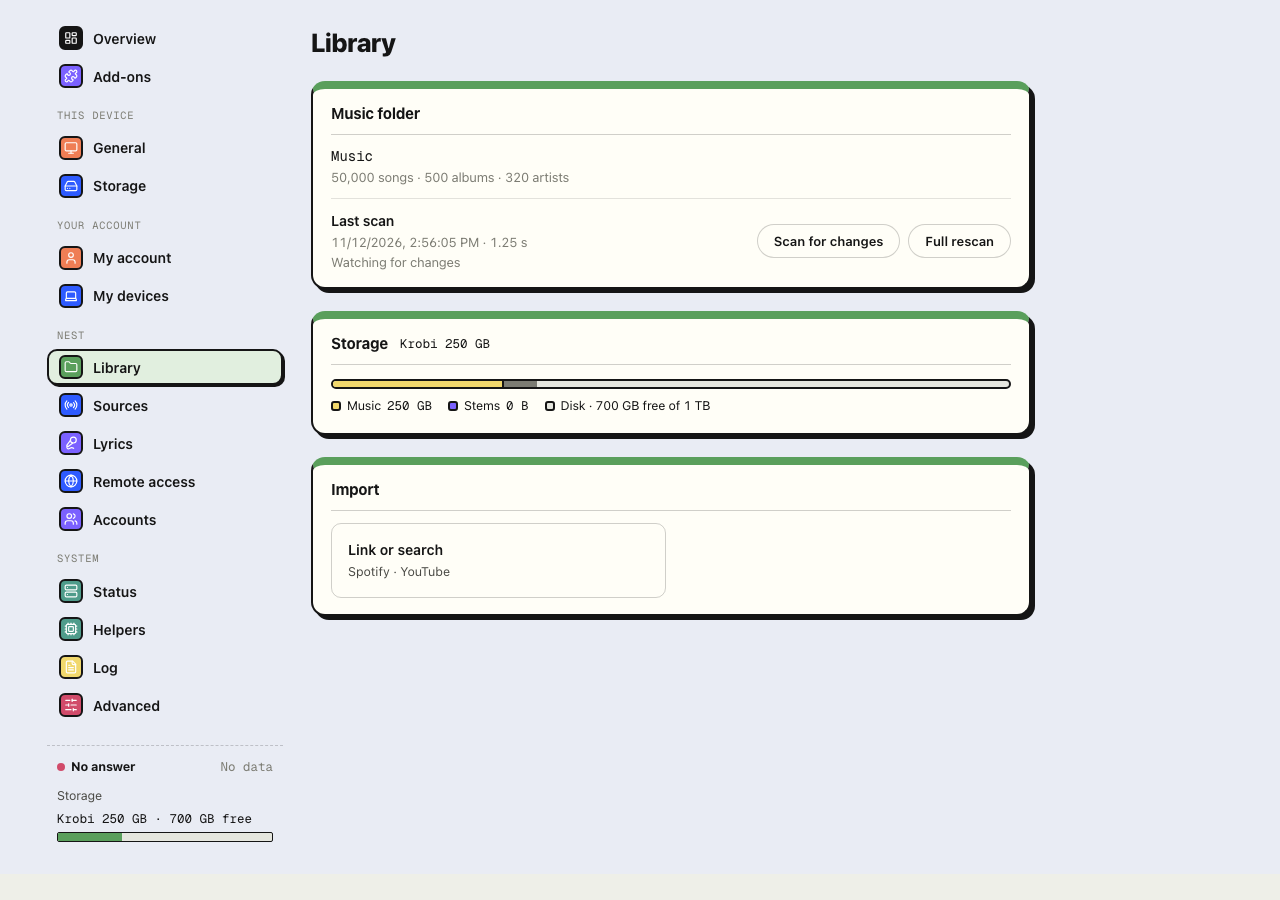 Overview
Add-ons
THIS DEVICE
General
Storage
YOUR ACCOUNT
My account
My devices
NEST
Library
Sources
Lyrics
Remote access
Accounts
SYSTEM
Status
Helpers
Log
Advanced
No answer No data
Storage
Krobi 250 GB · 700 GB free
Library
Music folder
Music
50,000 songs · 500 albums · 320 artists
Last scan
11/12/2026, 2:56:05 PM · 1.25 s
Watching for changes
Scan for changes Full rescan
Storage Krobi 250 GB
Music 250 GB Stems 0 B Disk · 700 GB free of 1 TB
Import
Link or search
Spotify · YouTube